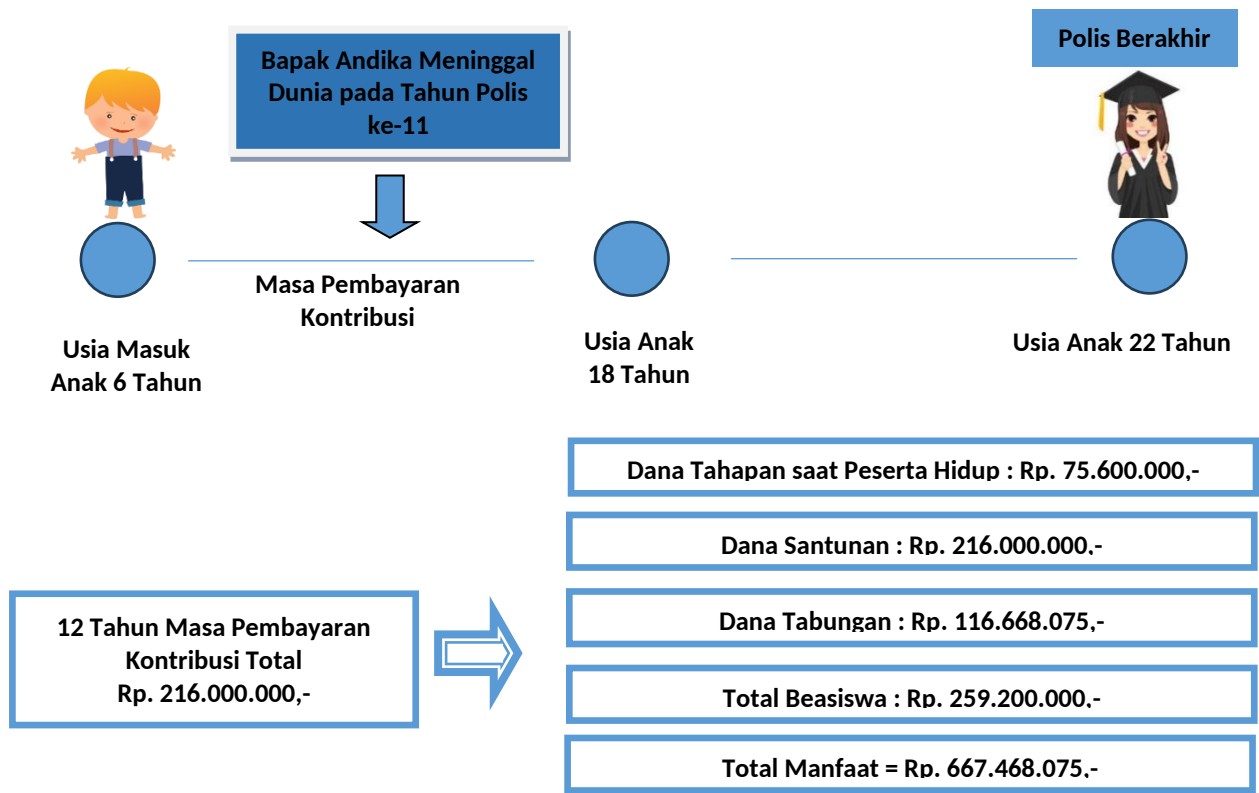 Polis Berakhir
Bapak Andika Meninggal
Dunia pada Tahun Polis
ke-11
Masa Pembayaran
Kontribusi
Usia Masuk
Anak 6 Tahun
Usia Anak
18 Tahun
Usia Anak 22 Tahun
Dana Tahapan saat Peserta Hidup : Rp. 75.600.000,-
Dana Santunan : Rp. 216.000.000,-
12 Tahun Masa Pembayaran
Kontribusi Total
Rp. 216.000.000,-
Dana Tabungan : Rp. 116.668.075,-
Total Beasiswa : Rp. 259.200.000,-
Total Manfaat = Rp. 667.468.075,-